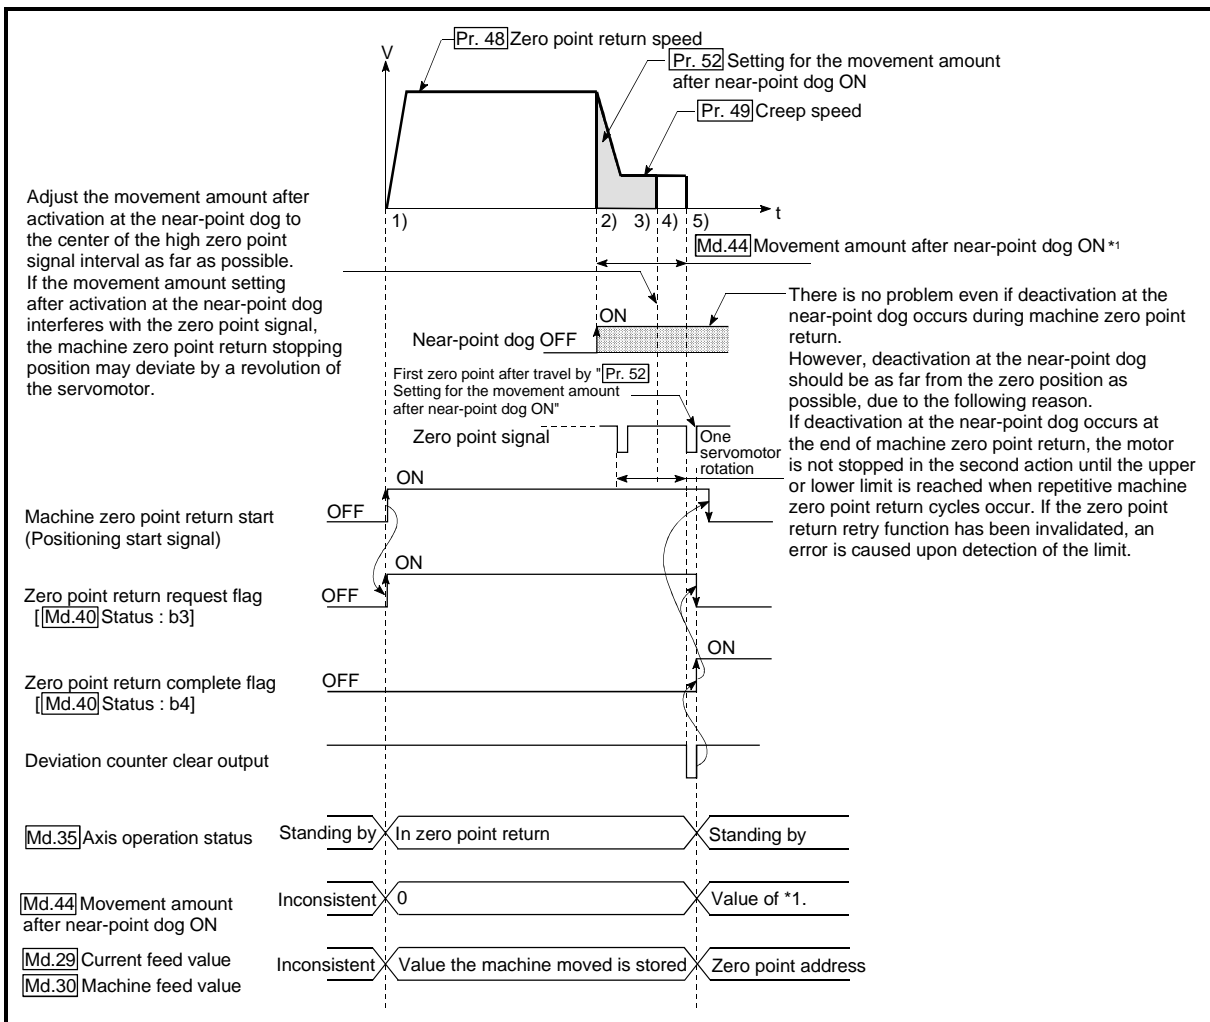 Pr. 48 Zero point return speed
V
Pr. 52 Setting for the movement amount
after near-point dog ON
Pr. 49 Creep speed
Adjust the movement amount after
activation at the near-point dog to
the center of the high zero point
signal interval as far as possible.
If the movement amount setting
after activation at the near-point dog
interferes with the zero point signal,
the machine zero point return stopping
position may deviate by a revolution of
the servomotor.
1) 2) 3) 4) 5) t
Md.44 Movement amount after near-point dog ON *1
There is no problem even if deactivation at the
near-point dog occurs during machine zero point
return.
However, deactivation at the near-point dog
should be as far from the zero position as
possible, due to the following reason.
If deactivation at the near-point dog occurs at
the end of machine zero point return, the motor
is not stopped in the second action until the upper
or lower limit is reached when repetitive machine
zero point return cycles occur. If the zero point
return retry function has been invalidated, an
error is caused upon detection of the limit.
ON
Near-point dog OFF
First zero point after travel by "Pr. 52
Setting for the movement amount
after near-point dog ON"
Zero point signal
One
servomotor
rotation
ON
Machine zero point return start OFF
(Positioning start signal)
ON
Zero point return request flag OFF
[Md.40 Status : b3]
ON
Zero point return complete flag OFF
[Md.40 Status : b4]
Deviation counter clear output
Md.35 Axis operation status Standing by In zero point return Standing by
Md.44 Movement amount Inconsistent 0 Value of *1.
after near-point dog ON
Md.29 Current feed value Inconsistent Value the machine moved is stored Zero point address
Md.30 Machine feed value